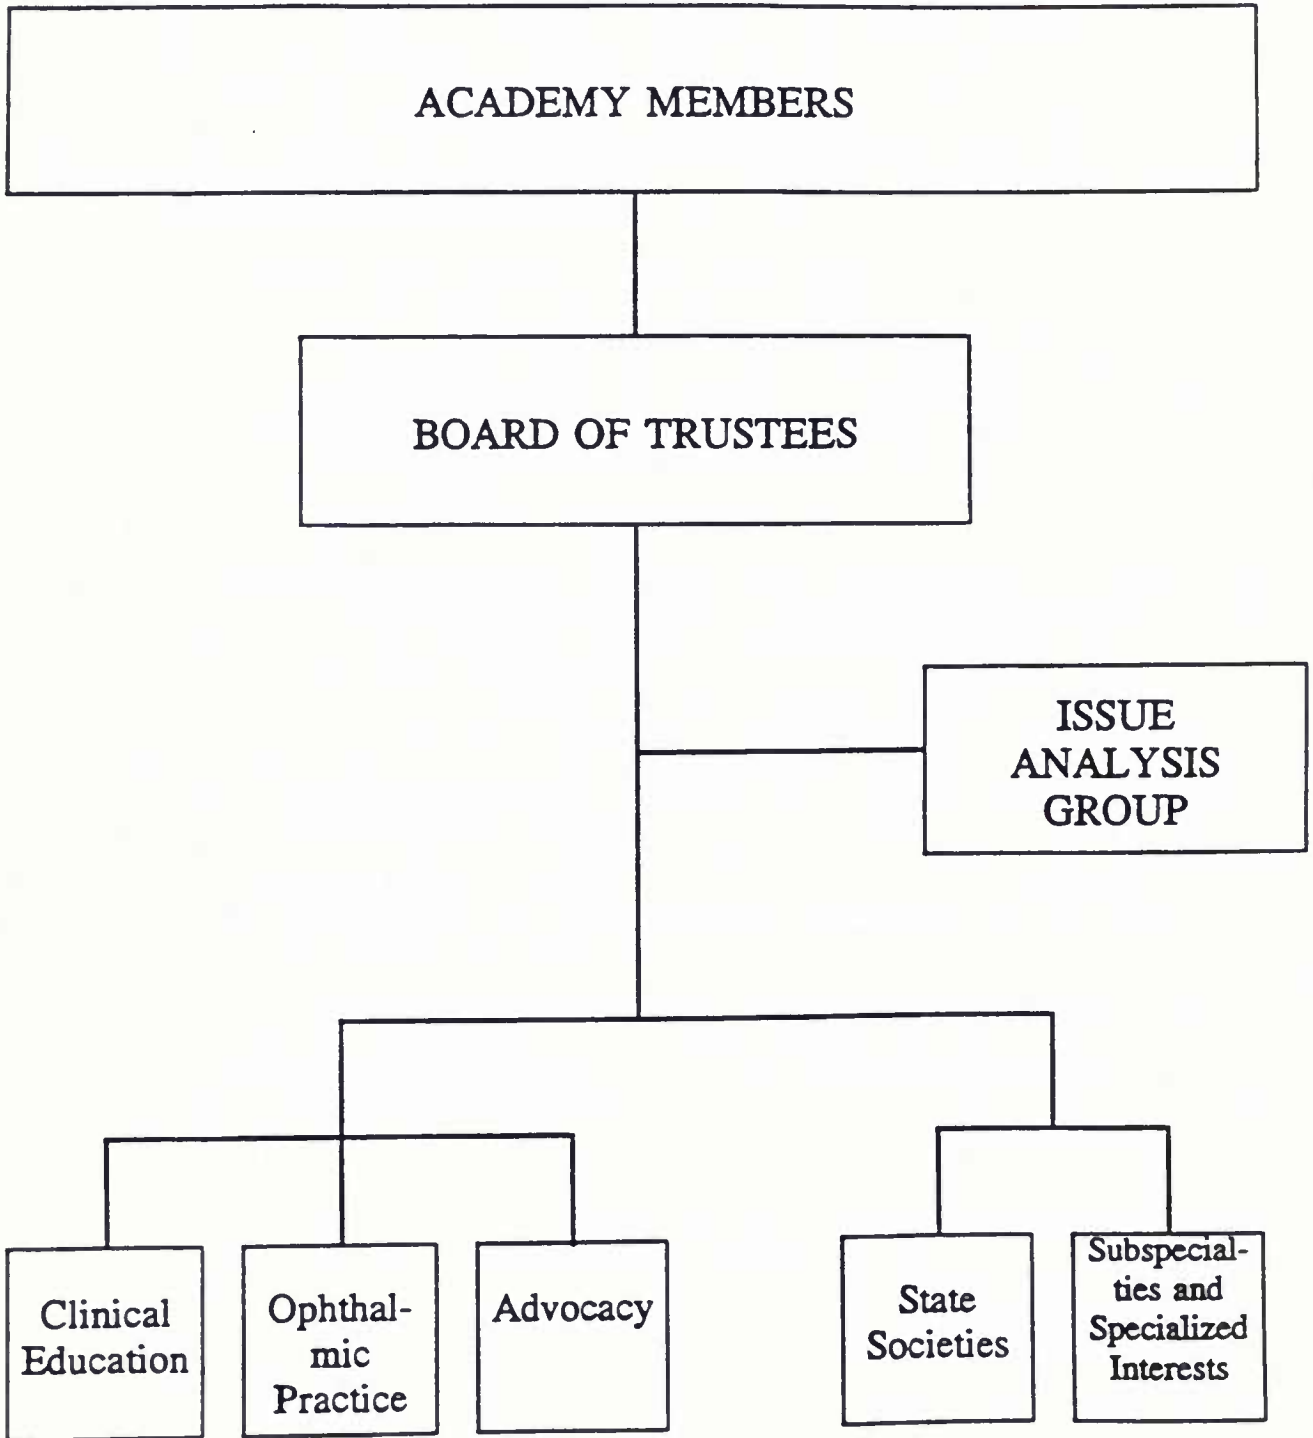 ACADEMY MEMBERS
BOARD OF TRUSTEES
ISSUE
ANALYSIS
GROUP
Clinical
Education
Ophthal-
mic
Practice
Advocacy
State
Societies
Subspecial-
ties and
Specialized
Interests